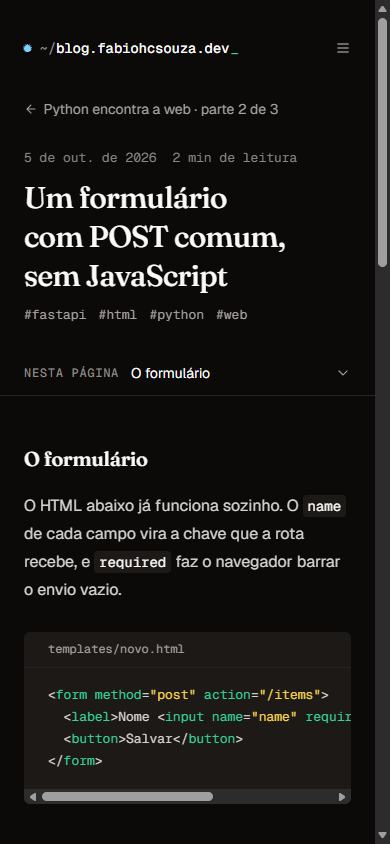 ~/blog.fabiohcsouza.dev_
← Python encontra a web · parte 2 de 3
5 de out. de 2026 2 min de leitura
Um formulário
com POST comum,
sem JavaScript
#fastapi #html #python #web
NESTA PÁGINA O formulário
O formulário
O HTML abaixo já funciona sozinho. O name
de cada campo vira a chave que a rota
recebe, e required faz o navegador barrar
o envio vazio.
templates/novo.html
<form method="post" action="/items">
  <label>Nome <input name="name" requir
  <button>Salvar</button>
</form>